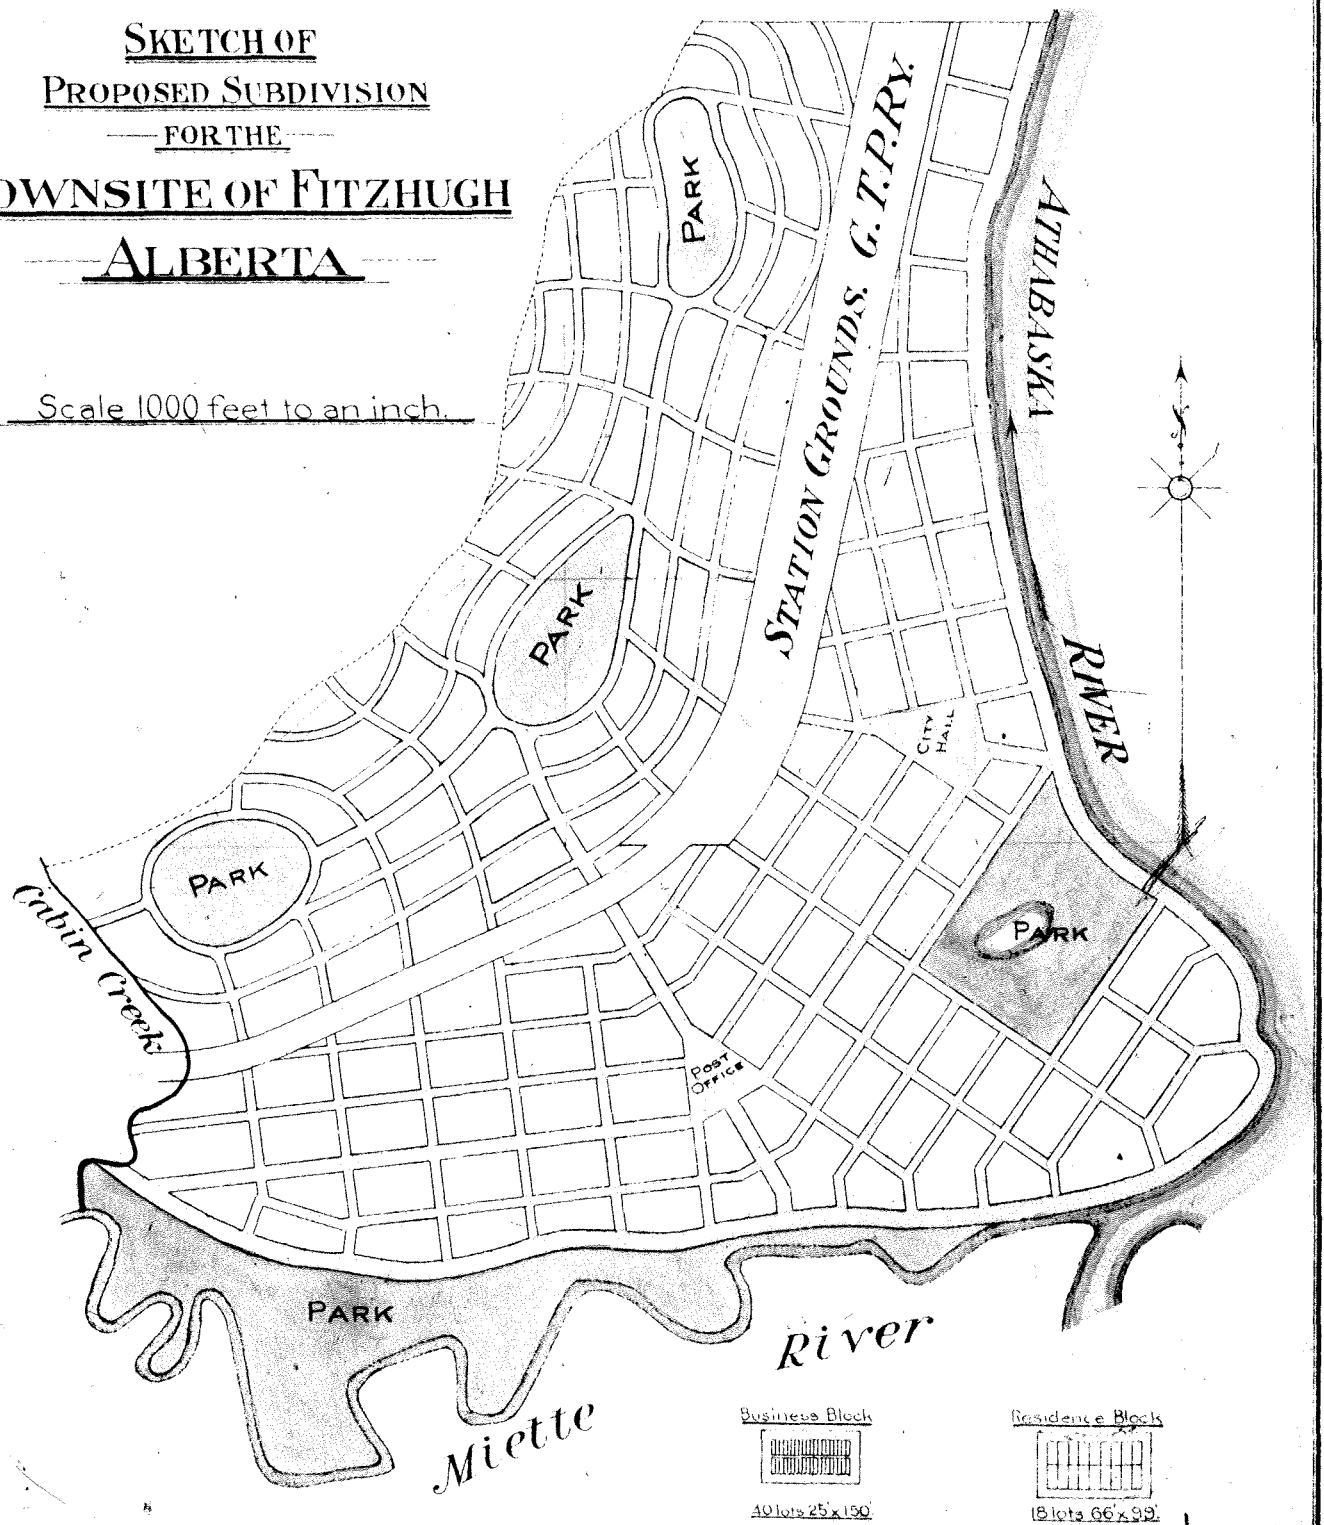 SKETCH OF
PROPOSED SUBDIVISION
FOR THE
OWNSITE OF FITZHUGH
ALBERTA
Scale 1000 feet to an inch.
PARK
STATION GROUNDS. G.T.P.RY.
ATHABASKA
RIVER
PARK
CITY
HALL
PARK
PARK
Cabin Creek
POST
OFFICE
PARK
Miette
River
Business Block
40 lots 25'x150'
Residence Block
18 lots 66'x99'